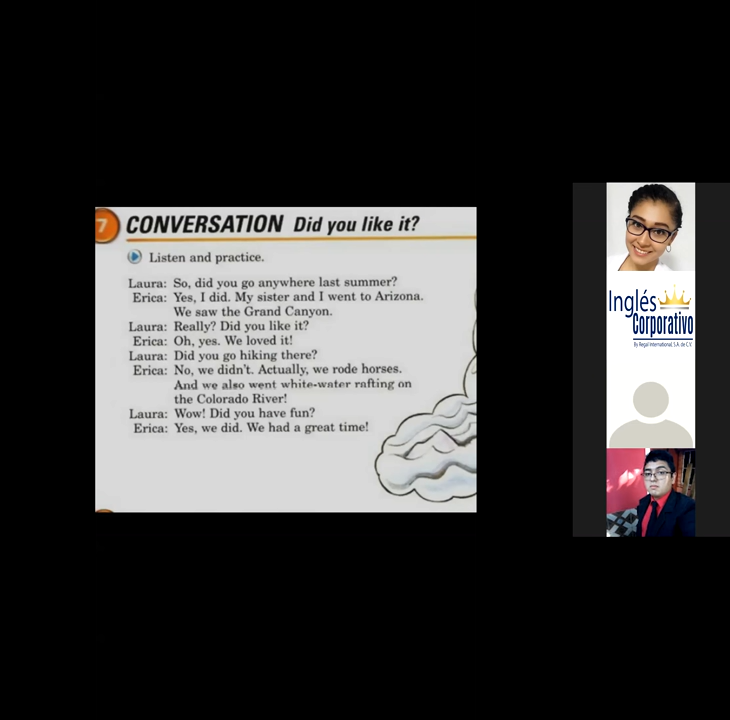 7 CONVERSATION Did you like it?
Listen and practice.
Laura: So, did you go anywhere last summer?
Erica: Yes, I did. My sister and I went to Arizona.
We saw the Grand Canyon.
Laura: Really? Did you like it?
Erica: Oh, yes. We loved it!
Laura: Did you go hiking there?
Erica: No, we didn't. Actually, we rode horses.
And we also went white-water rafting on
the Colorado River!
Laura: Wow! Did you have fun?
Erica: Yes, we did. We had a great time!
Inglés
Corporativo
By Regal International, S.A. de C.V.